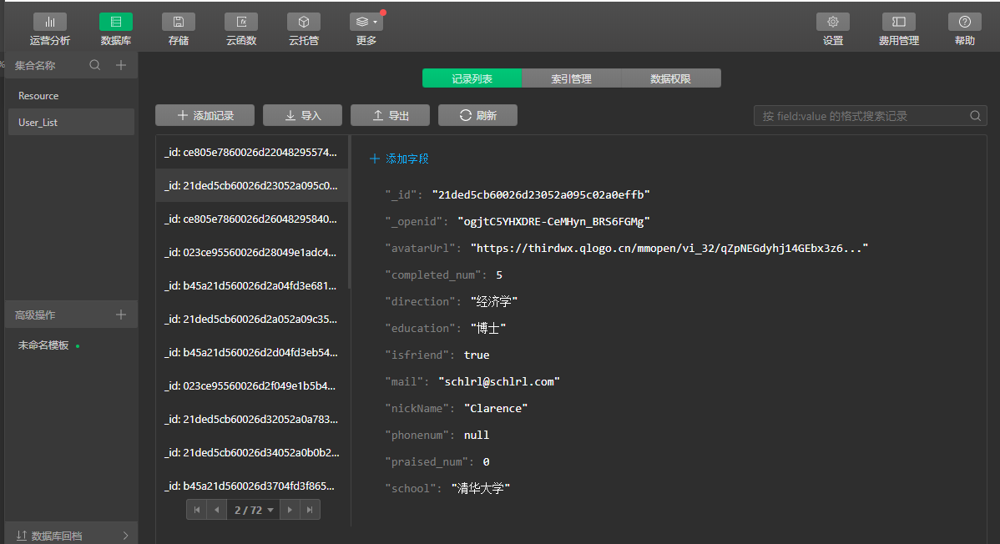 运营分析 数据库 存储 云函数 云托管 更多 设置 费用管理 帮助
集合名称
Resource
User_List
高级操作
未命名模板
数据库回档
记录列表 索引管理 数据权限
添加记录 导入 导出 刷新 按 field:value 的格式搜索记录
_id: ce805e7860026d22048295574...
_id: 21ded5cb60026d23052a095c0...
_id: ce805e7860026d26048295840...
_id: 023ce95560026d28049e1adc4...
_id: b45a21d560026d2a04fd3e681...
_id: 21ded5cb60026d2a052a09c35...
_id: b45a21d560026d2d04fd3eb54...
_id: 023ce95560026d2f049e1b5b4...
_id: 21ded5cb60026d32052a0a783...
_id: 21ded5cb60026d34052a0b0b2...
_id: b45a21d560026d3704fd3f865...
2 / 72
添加字段
"_id": "21ded5cb60026d23052a095c02a0effb"
"_openid": "ogjtC5YHXDRE-CeMHyn_BRS6FGMg"
"avatarUrl": "https://thirdwx.qlogo.cn/mmopen/vi_32/qZpNEGdyhj14GEbx3z6..."
"completed_num": 5
"direction": "经济学"
"education": "博士"
"isfriend": true
"mail": "schlrl@schlrl.com"
"nickName": "Clarence"
"phonenum": null
"praised_num": 0
"school": "清华大学"